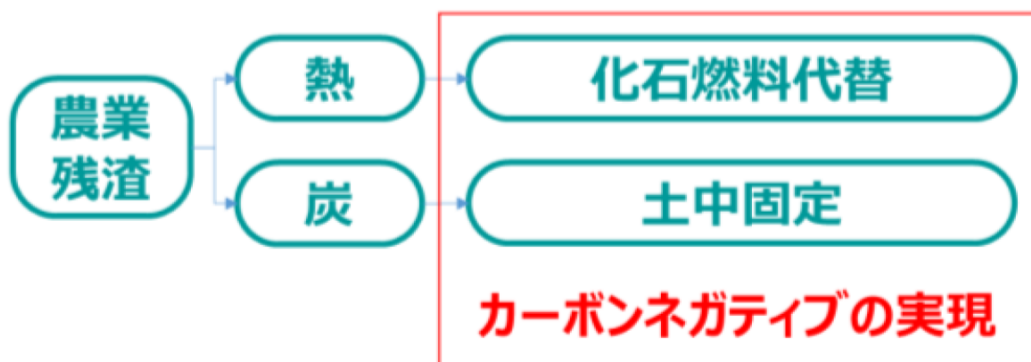 農業
残渣
熱
化石燃料代替
炭
土中固定
カーボンネガティブの実現